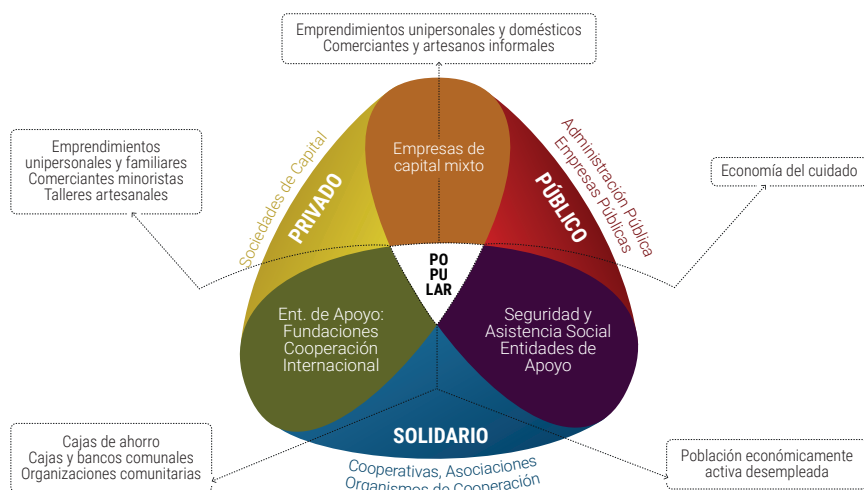 Emprendimientos unipersonales y domésticos
Comerciantes y artesanos informales
Emprendimientos
unipersonales y familiares
Comerciantes minoristas
Talleres artesanales
Sociedades de Capital
PRIVADO
Empresas de
capital mixto
Administración Pública
Empresas Públicas
PÚBLICO
Economía del cuidado
PO
PU
LAR
Ent. de Apoyo:
Fundaciones
Cooperación
Internacional
Seguridad y
Asistencia Social
Entidades de
Apoyo
SOLIDARIO
Cooperativas, Asociaciones
Organismos de Cooperación
Cajas de ahorro
Cajas y bancos comunales
Organizaciones comunitarias
Población económicamente
activa desempleada